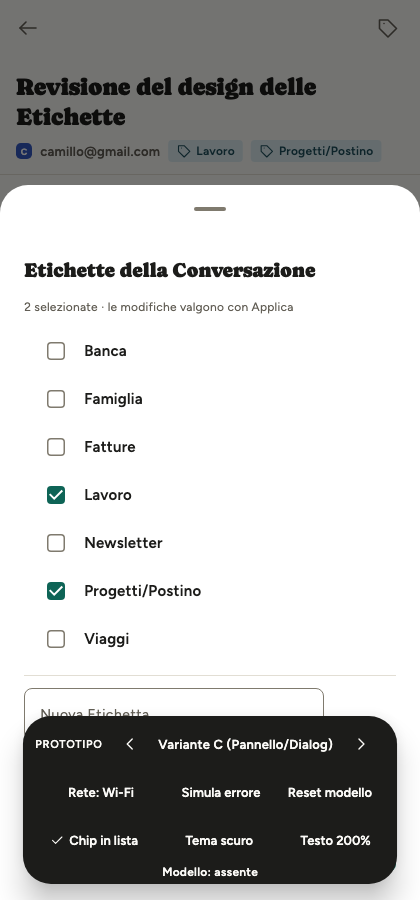 Revisione del design delle
Etichette
C camillo@gmail.com Lavoro Progetti/Postino
Etichette della Conversazione
2 selezionate · le modifiche valgono con Applica
Banca
Famiglia
Fatture
Lavoro
Newsletter
Progetti/Postino
Viaggi
Nuova Etichetta
PROTOTIPO Variante C (Pannello/Dialog)
Rete: Wi-Fi Simula errore Reset modello
Chip in lista Tema scuro Testo 200%
Modello: assente